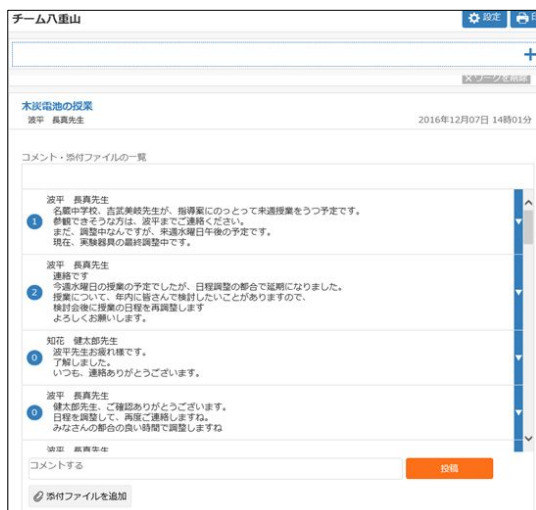 チーム八重山
設定
+
木炭電池の授業
波平 長真先生
2016年12月07日 14時01分
コメント・添付ファイルの一覧
波平 長真先生
名蔵中学校、吉武美岐先生が、指導案にのっとって来週授業をうつ予定です。
参観できそうな方は、波平までご連絡ください。
まだ、調整中なんですが、来週水曜日午後の予定です。
現在、実験器具の最終調整中です。
1
波平 長真先生
連絡です
今週水曜日の授業の予定でしたが、日程調整の都合で延期になりました。
授業について、年内に皆さんで検討したいことがありますので、
検討会後に授業の日程を再調整します
よろしくお願いします。
2
知花 健太郎先生
波平先生お疲れ様です。
了解しました。
いつも、連絡ありがとうございます。
0
波平 長真先生
健太郎先生、ご確認ありがとうございます。
日程を調整して、再度ご連絡しますね。
みなさんの都合の良い時間で調整しますね
0
波平 長真先生
コメントする
投稿
添付ファイルを追加